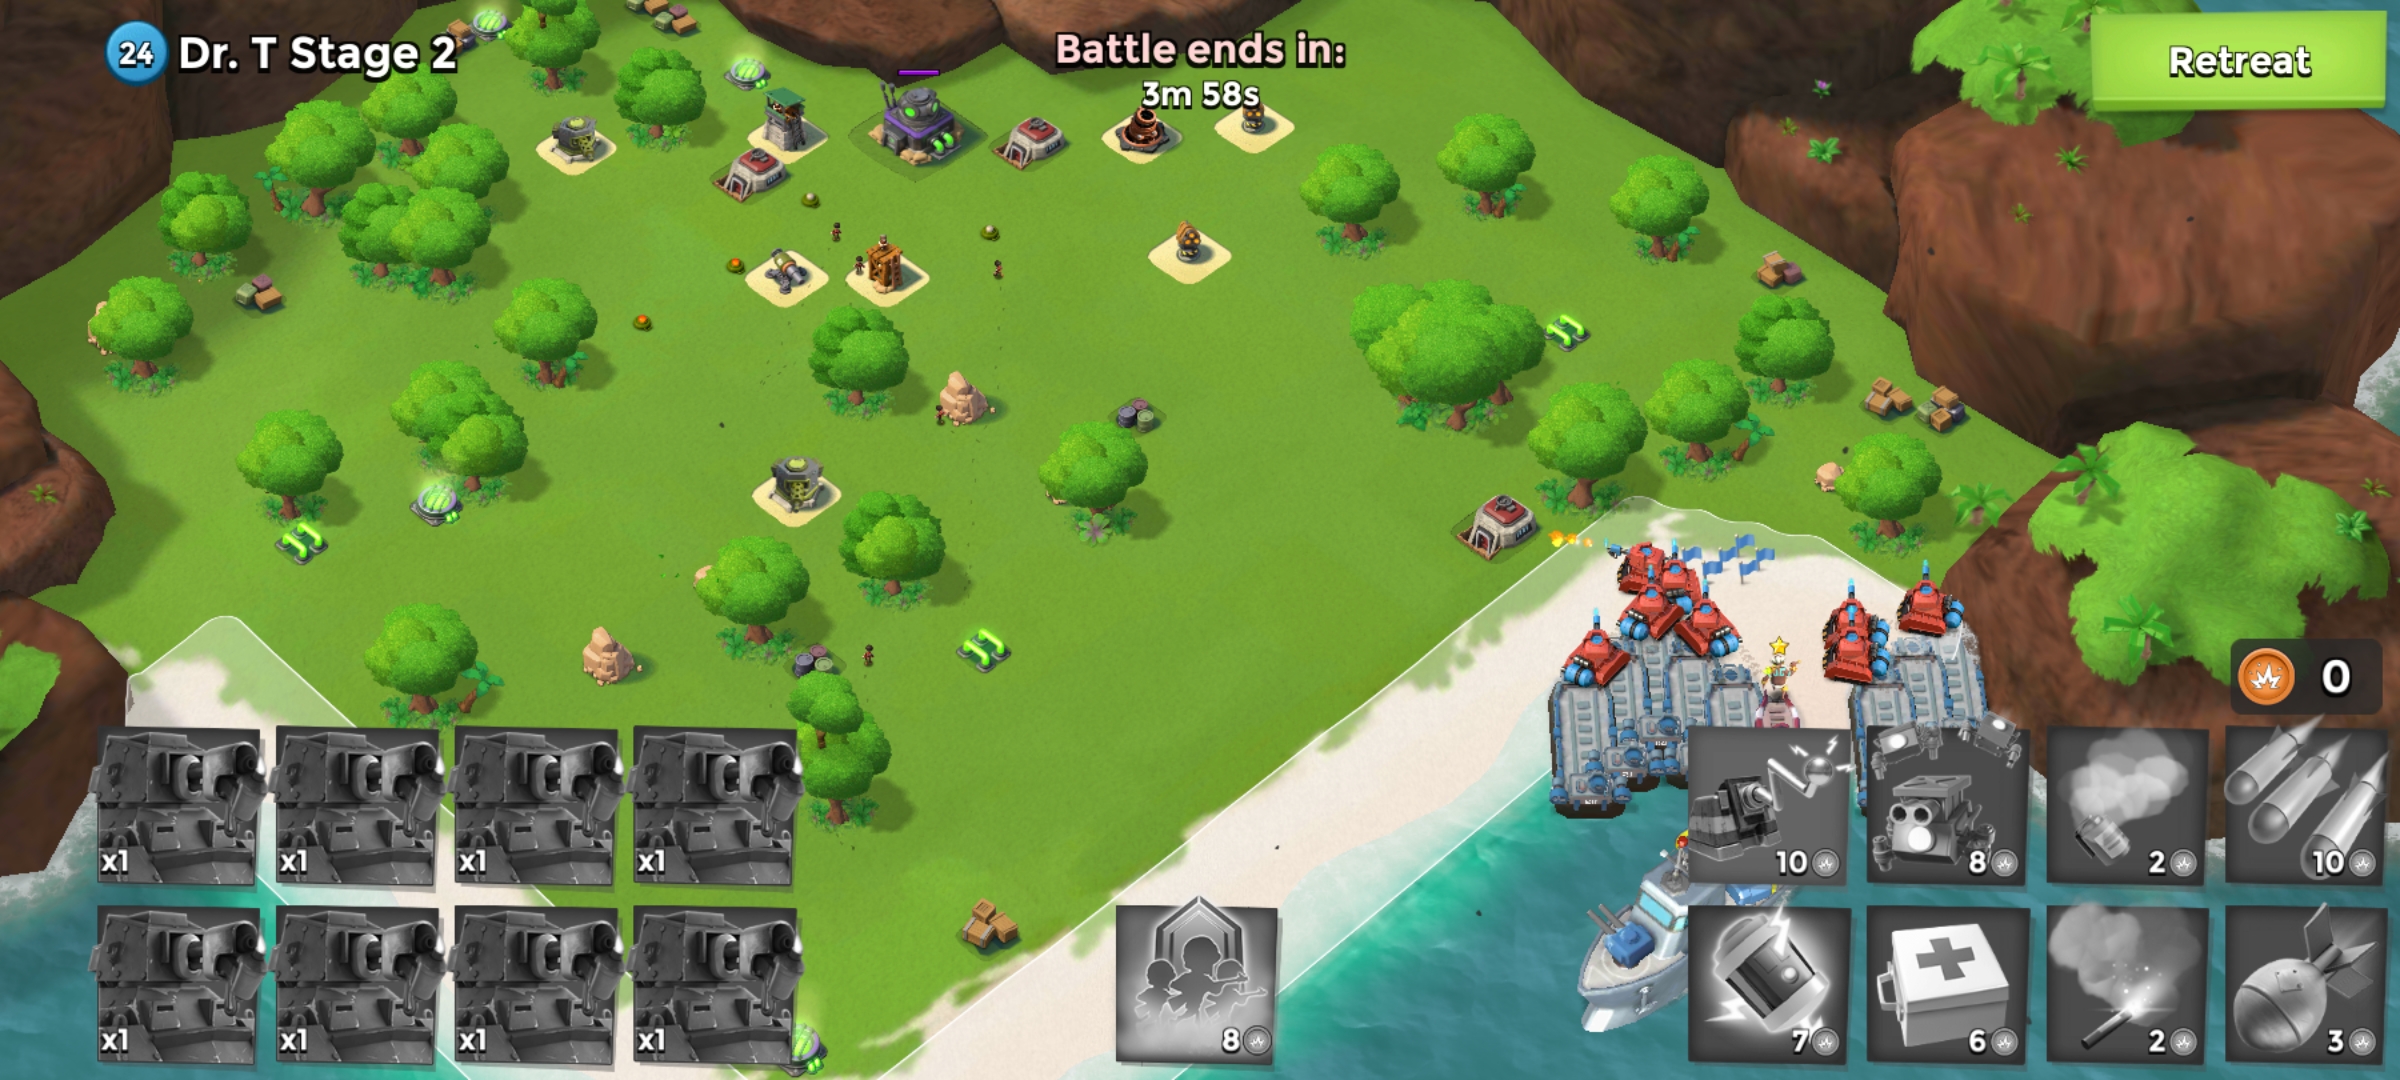 24 Dr. T Stage 2
Battle ends in:
3m 58s
Retreat
0
x1 x1 x1 x1
10 8 2 10
x1 x1 x1 x1
8
7 6 2 3